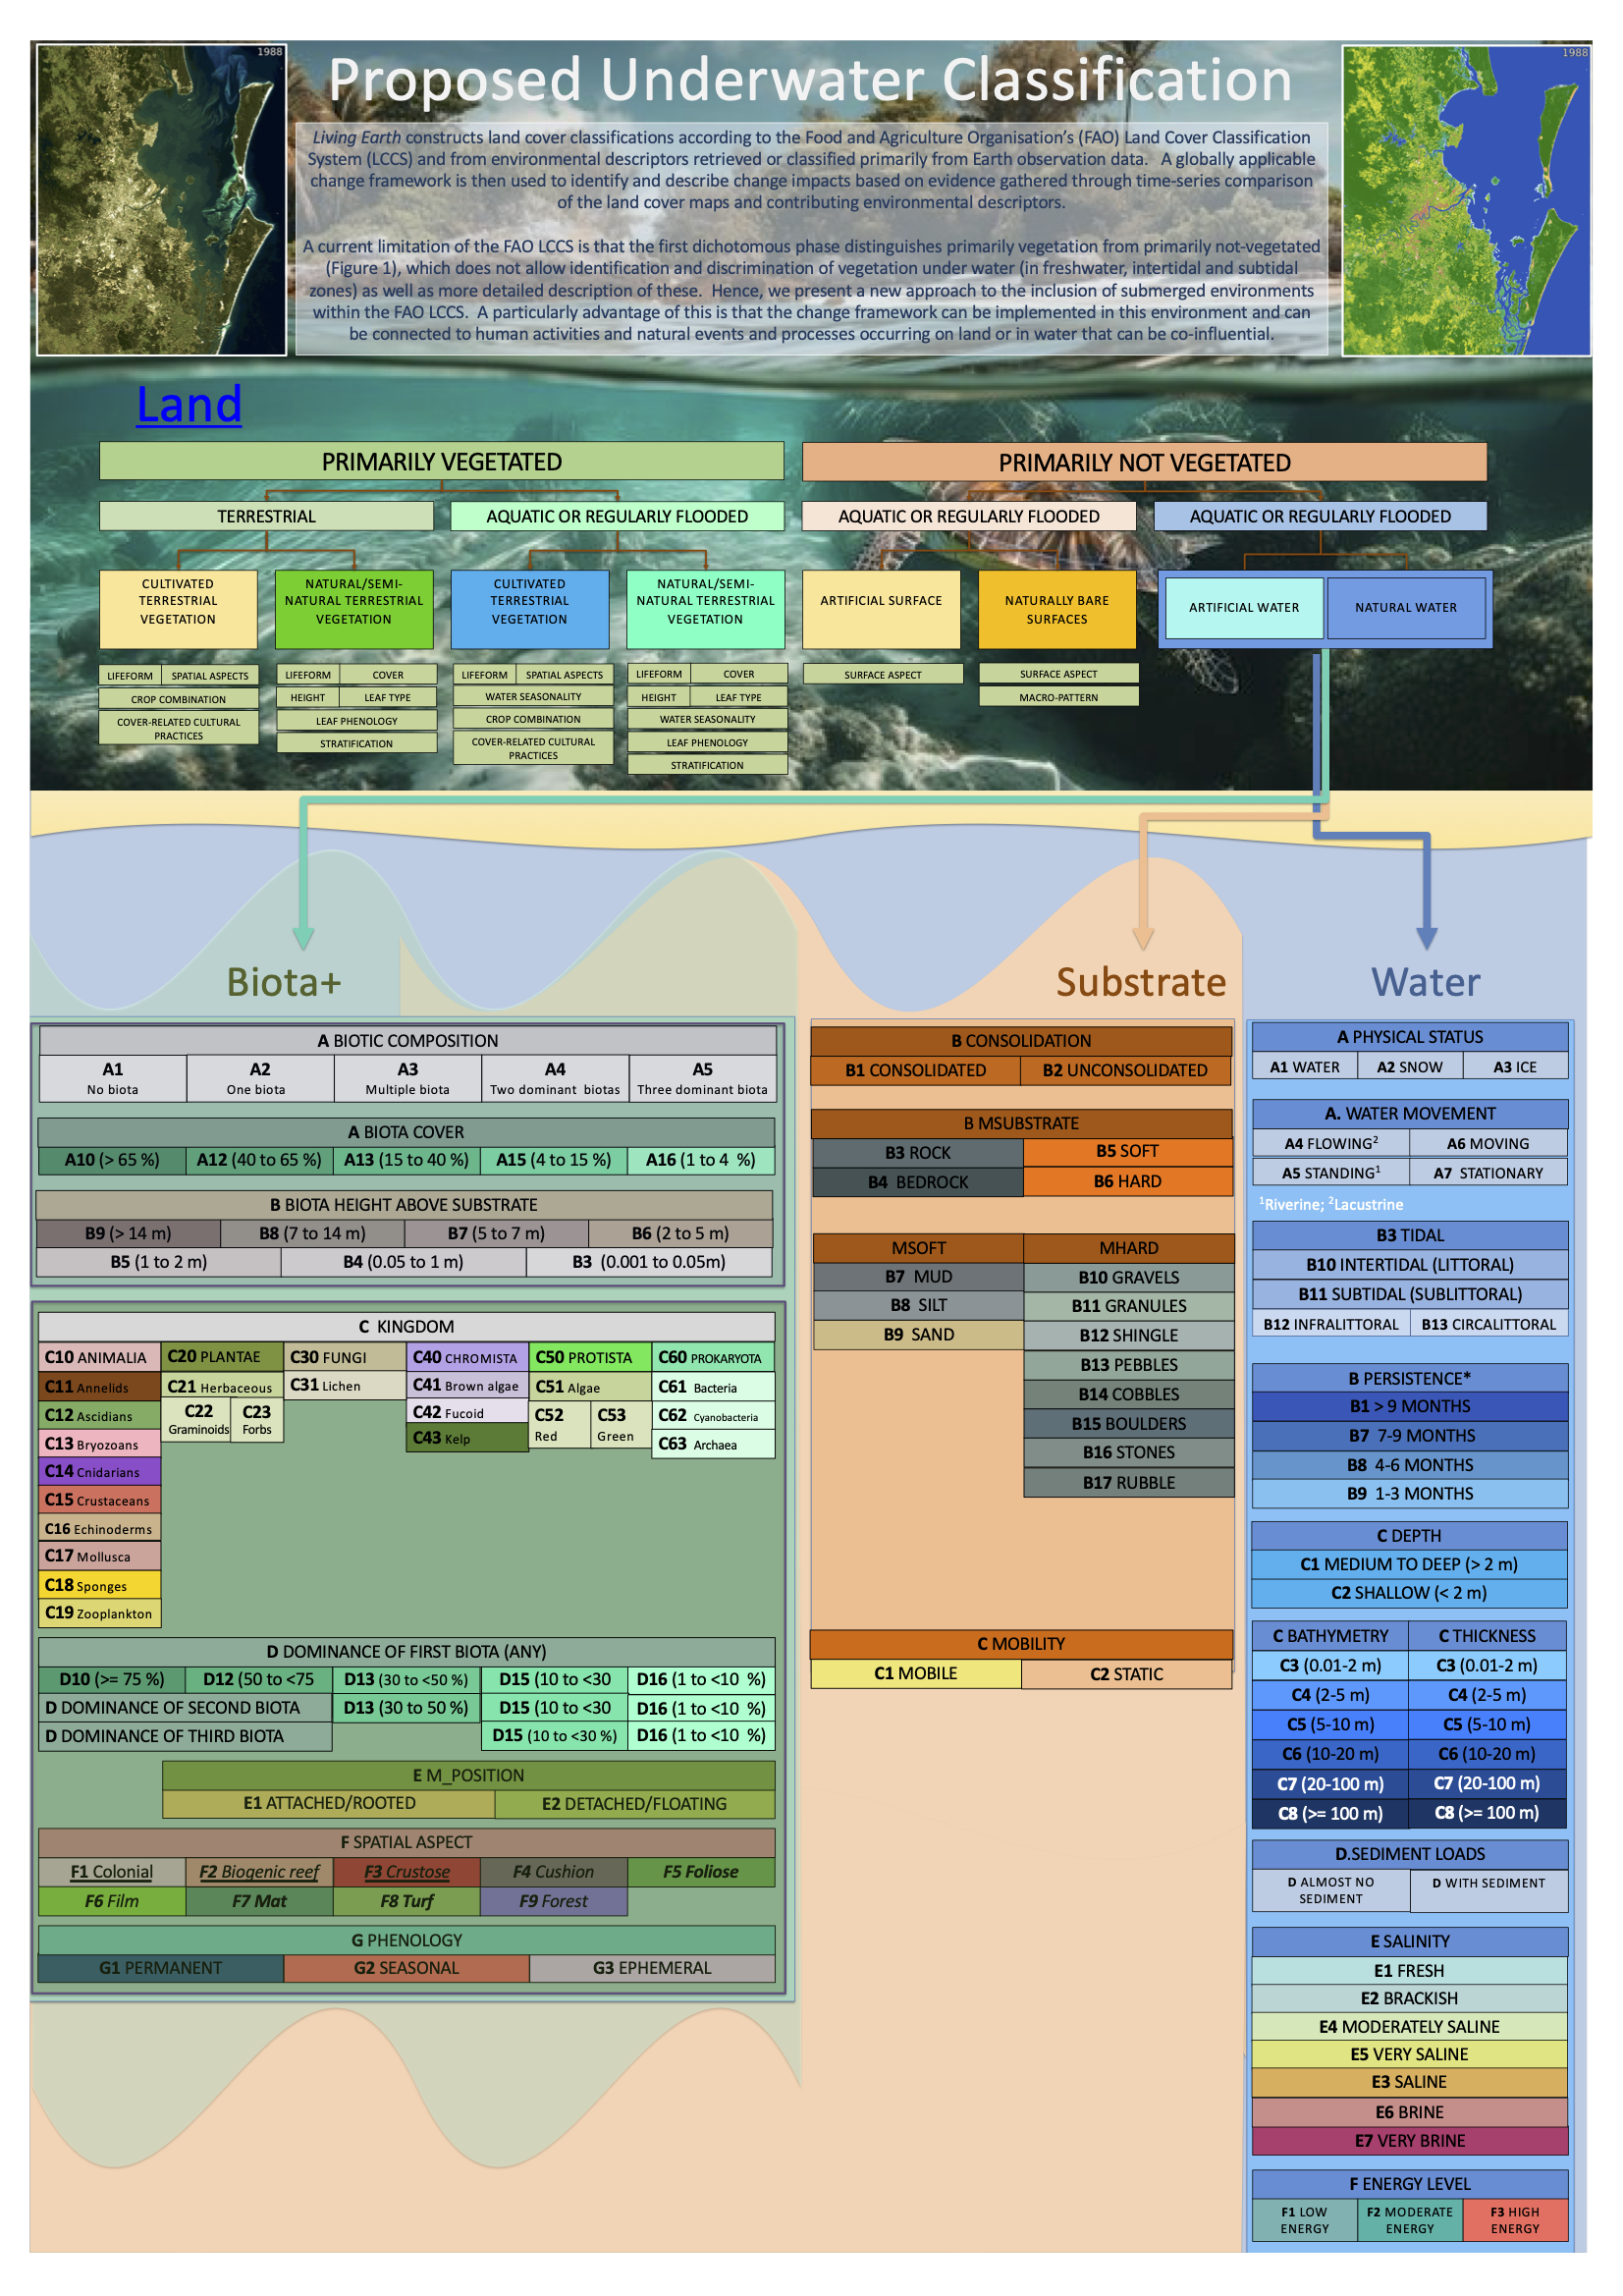 1988
Proposed Underwater Classification
1988
Living Earth constructs land cover classifications according to the Food and Agriculture Organisation's (FAO) Land Cover Classification
System (LCCS) and from environmental descriptors retrieved or classified primarily from Earth observation data. A globally applicable
change framework is then used to identify and describe change impacts based on evidence gathered through time-series comparison
of the land cover maps and contributing environmental descriptors.
A current limitation of the FAO LCCS is that the first dichotomous phase distinguishes primarily vegetation from primarily not-vegetated
(Figure 1), which does not allow identification and discrimination of vegetation under water (in freshwater, intertidal and subtidal
zones) as well as more detailed description of these. Hence, we present a new approach to the inclusion of submerged environments
within the FAO LCCS. A particularly advantage of this is that the change framework can be implemented in this environment and can
be connected to human activities and natural events and processes occurring on land or in water that can be co-influential.
Land
PRIMARILY VEGETATED
PRIMARILY NOT VEGETATED
TERRESTRIAL
AQUATIC OR REGULARLY FLOODED
AQUATIC OR REGULARLY FLOODED
AQUATIC OR REGULARLY FLOODED
CULTIVATED
TERRESTRIAL
VEGETATION
NATURAL/SEMI-
NATURAL TERRESTRIAL
VEGETATION
CULTIVATED
TERRESTRIAL
VEGETATION
NATURAL/SEMI-
NATURAL TERRESTRIAL
VEGETATION
ARTIFICIAL SURFACE
NATURALLY BARE
SURFACES
ARTIFICIAL WATER
NATURAL WATER
LIFEFORM SPATIAL ASPECTS
CROP COMBINATION
COVER-RELATED CULTURAL
PRACTICES
LIFEFORM COVER
HEIGHT LEAF TYPE
LEAF PHENOLOGY
STRATIFICATION
LIFEFORM SPATIAL ASPECTS
WATER SEASONALITY
CROP COMBINATION
COVER-RELATED CULTURAL
PRACTICES
LIFEFORM COVER
HEIGHT LEAF TYPE
WATER SEASONALITY
LEAF PHENOLOGY
STRATIFICATION
SURFACE ASPECT
SURFACE ASPECT
MACRO-PATTERN
Biota+
A BIOTIC COMPOSITION
A1 A2 A3 A4 A5
No biota One biota Multiple biota Two dominant biotas Three dominant biota
A BIOTA COVER
A10 (> 65 %) A12 (40 to 65 %) A13 (15 to 40 %) A15 (4 to 15 %) A16 (1 to 4 %)
B BIOTA HEIGHT ABOVE SUBSTRATE
B9 (> 14 m) B8 (7 to 14 m) B7 (5 to 7 m) B6 (2 to 5 m)
B5 (1 to 2 m) B4 (0.05 to 1 m) B3 (0.001 to 0.05m)
C KINGDOM
C10 ANIMALIA
C11 Annelids
C12 Ascidians
C13 Bryozoans
C14 Cnidarians
C15 Crustaceans
C16 Echinoderms
C17 Mollusca
C18 Sponges
C19 Zooplankton
C20 PLANTAE
C21 Herbaceous
C22 C23
Graminoids Forbs
C30 FUNGI
C31 Lichen
C40 CHROMISTA
C41 Brown algae
C42 Fucoid
C43 Kelp
C50 PROTISTA
C51 Algae
C52 C53
Red Green
C60 PROKARYOTA
C61 Bacteria
C62 Cyanobacteria
C63 Archaea
D DOMINANCE OF FIRST BIOTA (ANY)
D10 (>= 75 %) D12 (50 to <75 D13 (30 to <50 %) D15 (10 to <30 D16 (1 to <10 %)
D DOMINANCE OF SECOND BIOTA D13 (30 to 50 %) D15 (10 to <30 D16 (1 to <10 %)
D DOMINANCE OF THIRD BIOTA D15 (10 to <30 %) D16 (1 to <10 %)
E M_POSITION
E1 ATTACHED/ROOTED E2 DETACHED/FLOATING
F SPATIAL ASPECT
F1 Colonial F2 Biogenic reef F3 Crustose F4 Cushion F5 Foliose
F6 Film F7 Mat F8 Turf F9 Forest
G PHENOLOGY
G1 PERMANENT G2 SEASONAL G3 EPHEMERAL
Substrate
B CONSOLIDATION
B1 CONSOLIDATED B2 UNCONSOLIDATED
B MSUBSTRATE
B3 ROCK B5 SOFT
B4 BEDROCK B6 HARD
MSOFT
B7 MUD
B8 SILT
B9 SAND
MHARD
B10 GRAVELS
B11 GRANULES
B12 SHINGLE
B13 PEBBLES
B14 COBBLES
B15 BOULDERS
B16 STONES
B17 RUBBLE
C MOBILITY
C1 MOBILE C2 STATIC
Water
A PHYSICAL STATUS
A1 WATER A2 SNOW A3 ICE
A. WATER MOVEMENT
A4 FLOWING² A6 MOVING
A5 STANDING¹ A7 STATIONARY
¹Riverine; ²Lacustrine
B3 TIDAL
B10 INTERTIDAL (LITTORAL)
B11 SUBTIDAL (SUBLITTORAL)
B12 INFRALITTORAL B13 CIRCALITTORAL
B PERSISTENCE*
B1 > 9 MONTHS
B7 7-9 MONTHS
B8 4-6 MONTHS
B9 1-3 MONTHS
C DEPTH
C1 MEDIUM TO DEEP (> 2 m)
C2 SHALLOW (< 2 m)
C BATHYMETRY C THICKNESS
C3 (0.01-2 m) C3 (0.01-2 m)
C4 (2-5 m) C4 (2-5 m)
C5 (5-10 m) C5 (5-10 m)
C6 (10-20 m) C6 (10-20 m)
C7 (20-100 m) C7 (20-100 m)
C8 (>= 100 m) C8 (>= 100 m)
D.SEDIMENT LOADS
D ALMOST NO
SEDIMENT
D WITH SEDIMENT
E SALINITY
E1 FRESH
E2 BRACKISH
E4 MODERATELY SALINE
E5 VERY SALINE
E3 SALINE
E6 BRINE
E7 VERY BRINE
F ENERGY LEVEL
F1 LOW
ENERGY
F2 MODERATE
ENERGY
F3 HIGH
ENERGY